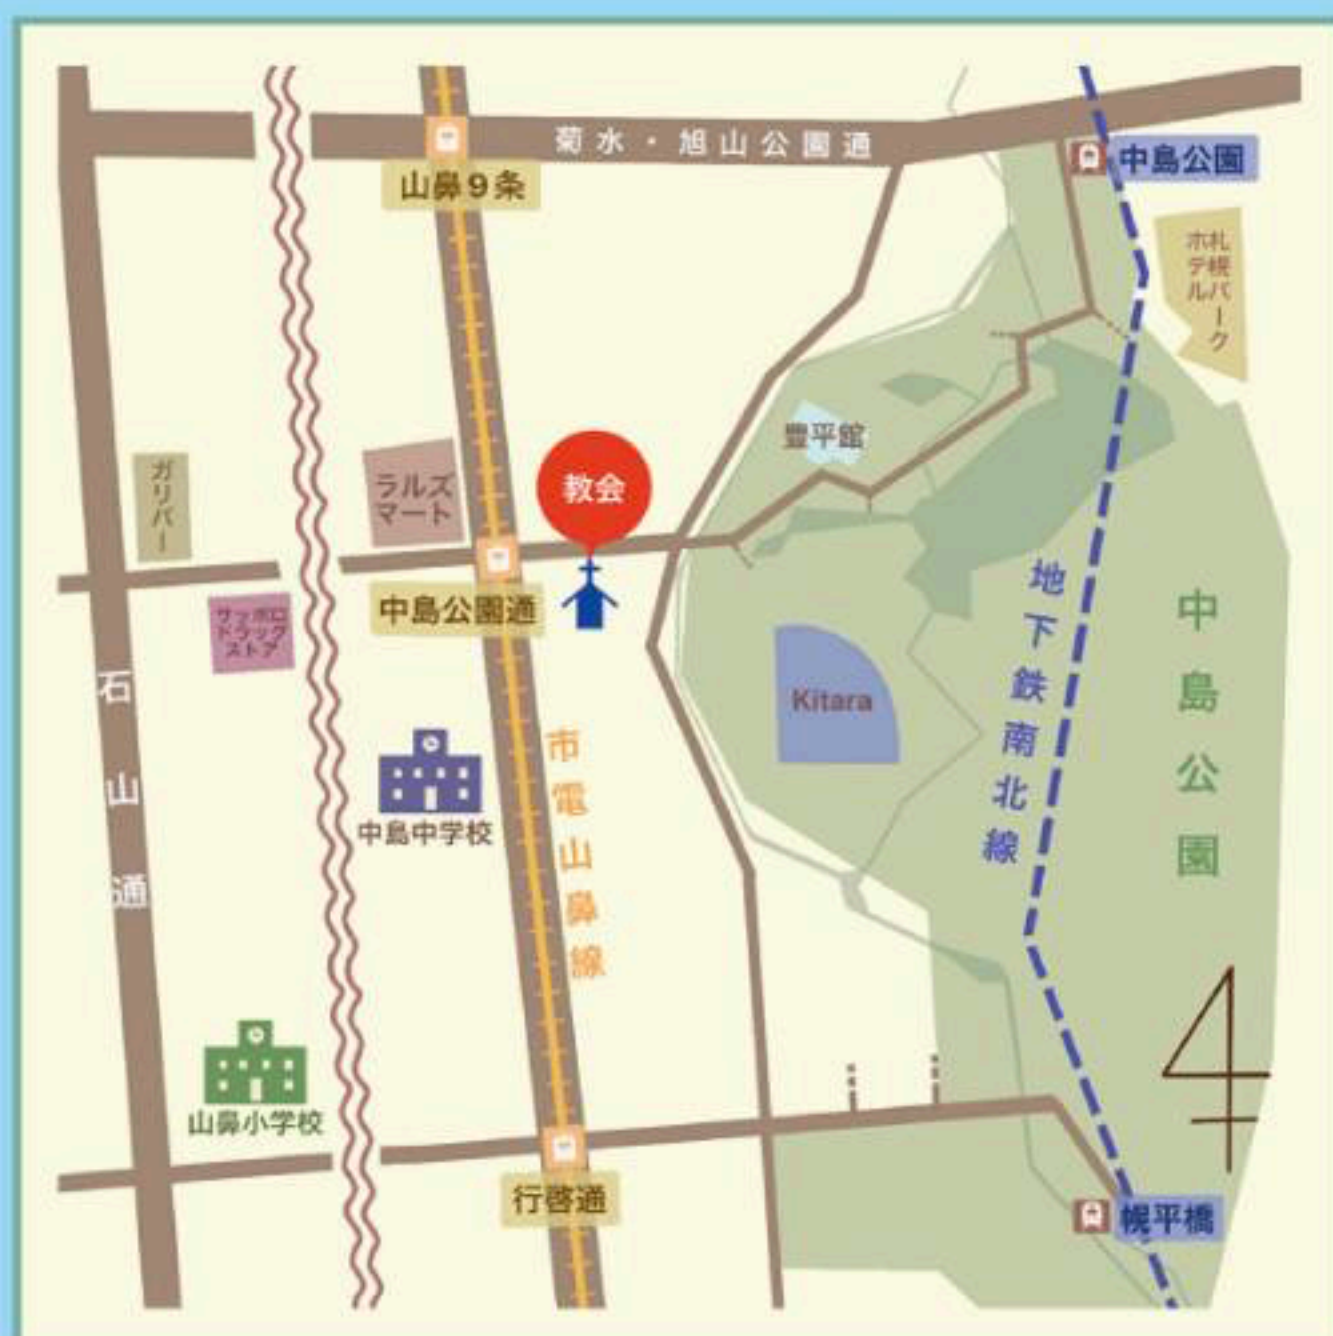 菊水・旭山公園通
中島公園
山鼻9条
札幌パーク
ホテル
豊平館
教会
ガリバー
ラルズ
マート
中島公園通
サッポロ
ドラッグ
ストア
地下鉄南北線
中島公園
石山通
Kitara
市電山鼻線
中島中学校
山鼻小学校
行啓通
幌平橋